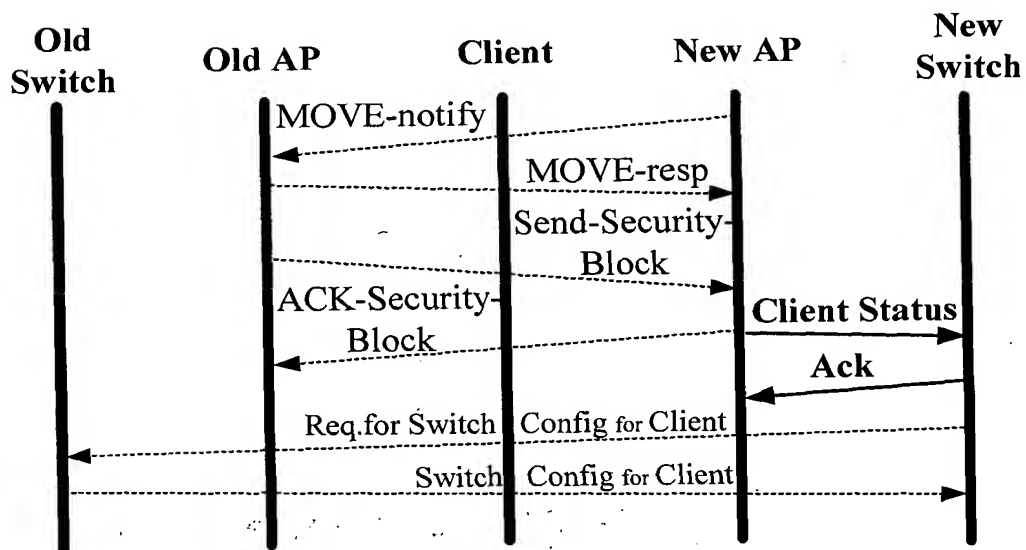 Old Switch
Old AP
Client
New AP
New Switch
MOVE-notify
MOVE-resp
Send-Security-
Block
ACK-Security-
Block
Client Status
Ack
Req.for Switch Config for Client
Switch Config for Client